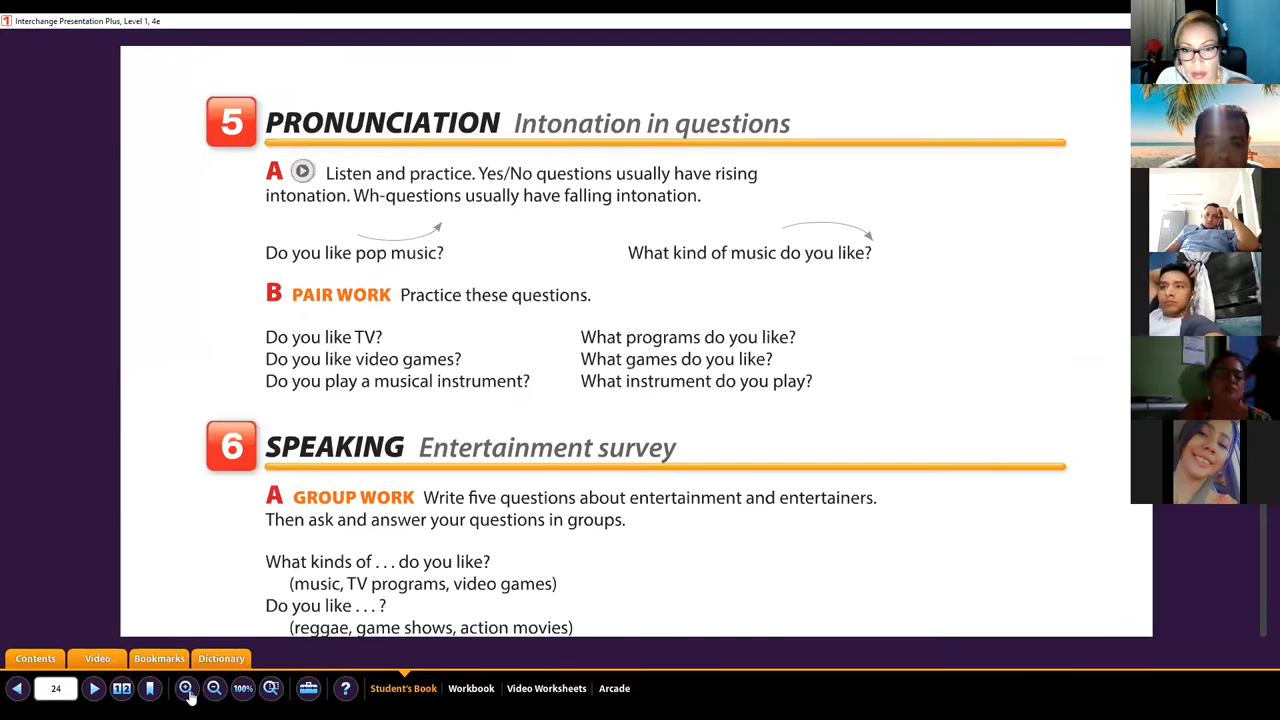 Interchange Presentation Plus, Level 1, 4e
5 PRONUNCIATION Intonation in questions
A Listen and practice. Yes/No questions usually have rising
intonation. Wh-questions usually have falling intonation.
Do you like pop music? What kind of music do you like?
B PAIR WORK Practice these questions.
Do you like TV? What programs do you like?
Do you like video games? What games do you like?
Do you play a musical instrument? What instrument do you play?
6 SPEAKING Entertainment survey
A GROUP WORK Write five questions about entertainment and entertainers.
Then ask and answer your questions in groups.
What kinds of . . . do you like?
(music, TV programs, video games)
Do you like . . . ?
(reggae, game shows, action movies)
Contents Video Bookmarks Dictionary
24 1 2 100% ? Student's Book Workbook Video Worksheets Arcade